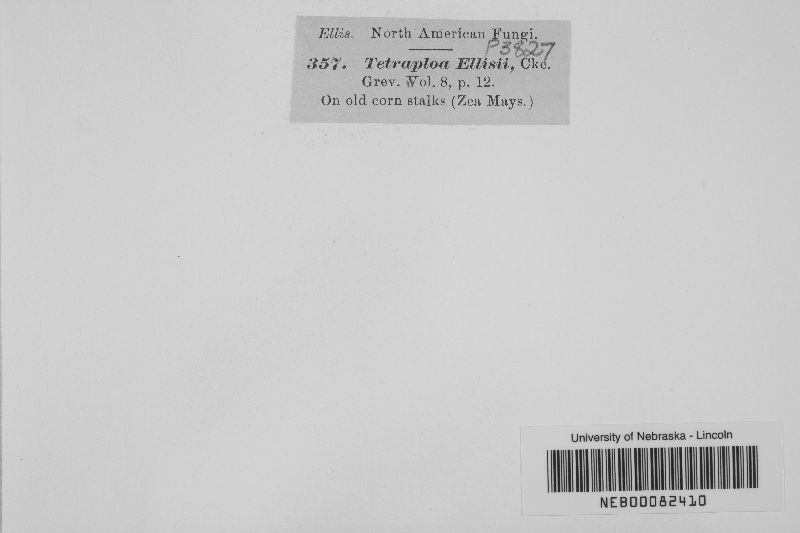 Ellis. North American Fungi.
P3827
357. Tetraploa Ellisii, Cke.
Grev. Vol. 8, p. 12.
On old corn stalks (Zea Mays.)
University of Nebraska - Lincoln
NEB00082410